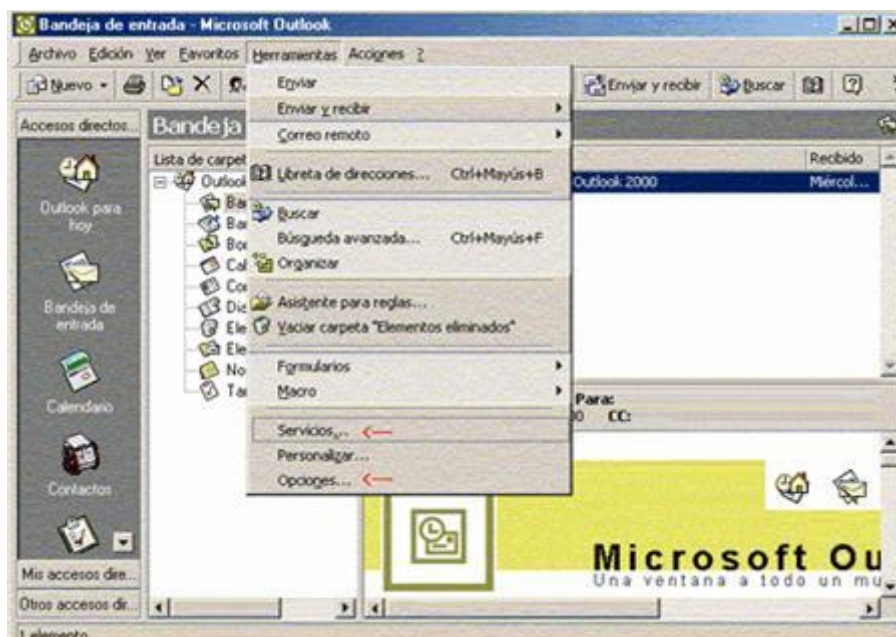 Bandeja de entrada - Microsoft Outlook
Archivo Edición Ver Favoritos Herramientas Acciones ?
Nuevo Enviar y recibir Buscar
Accesos directos...
Outlook para hoy
Bandeja de entrada
Calendario
Contactos
Mis accesos dire...
Otros accesos dir...
Bandeja
Lista de carpet
Outlook
Ba
Ba
Bor
Cal
Co
Dia
Ele
Ele
No
Ta
Enviar
Enviar y recibir
Correo remoto
Libreta de direcciones... Ctrl+Mayús+B
Buscar
Búsqueda avanzada... Ctrl+Mayús+F
Organizar
Asistente para reglas...
Vaciar carpeta "Elementos eliminados"
Formularios
Macro
Servicios...
Personalizar...
Opciones...
Recibido
Outlook 2000 Miércol...
Para:
CC:
Microsoft Ou
Una ventana a todo un mu
1 elemento